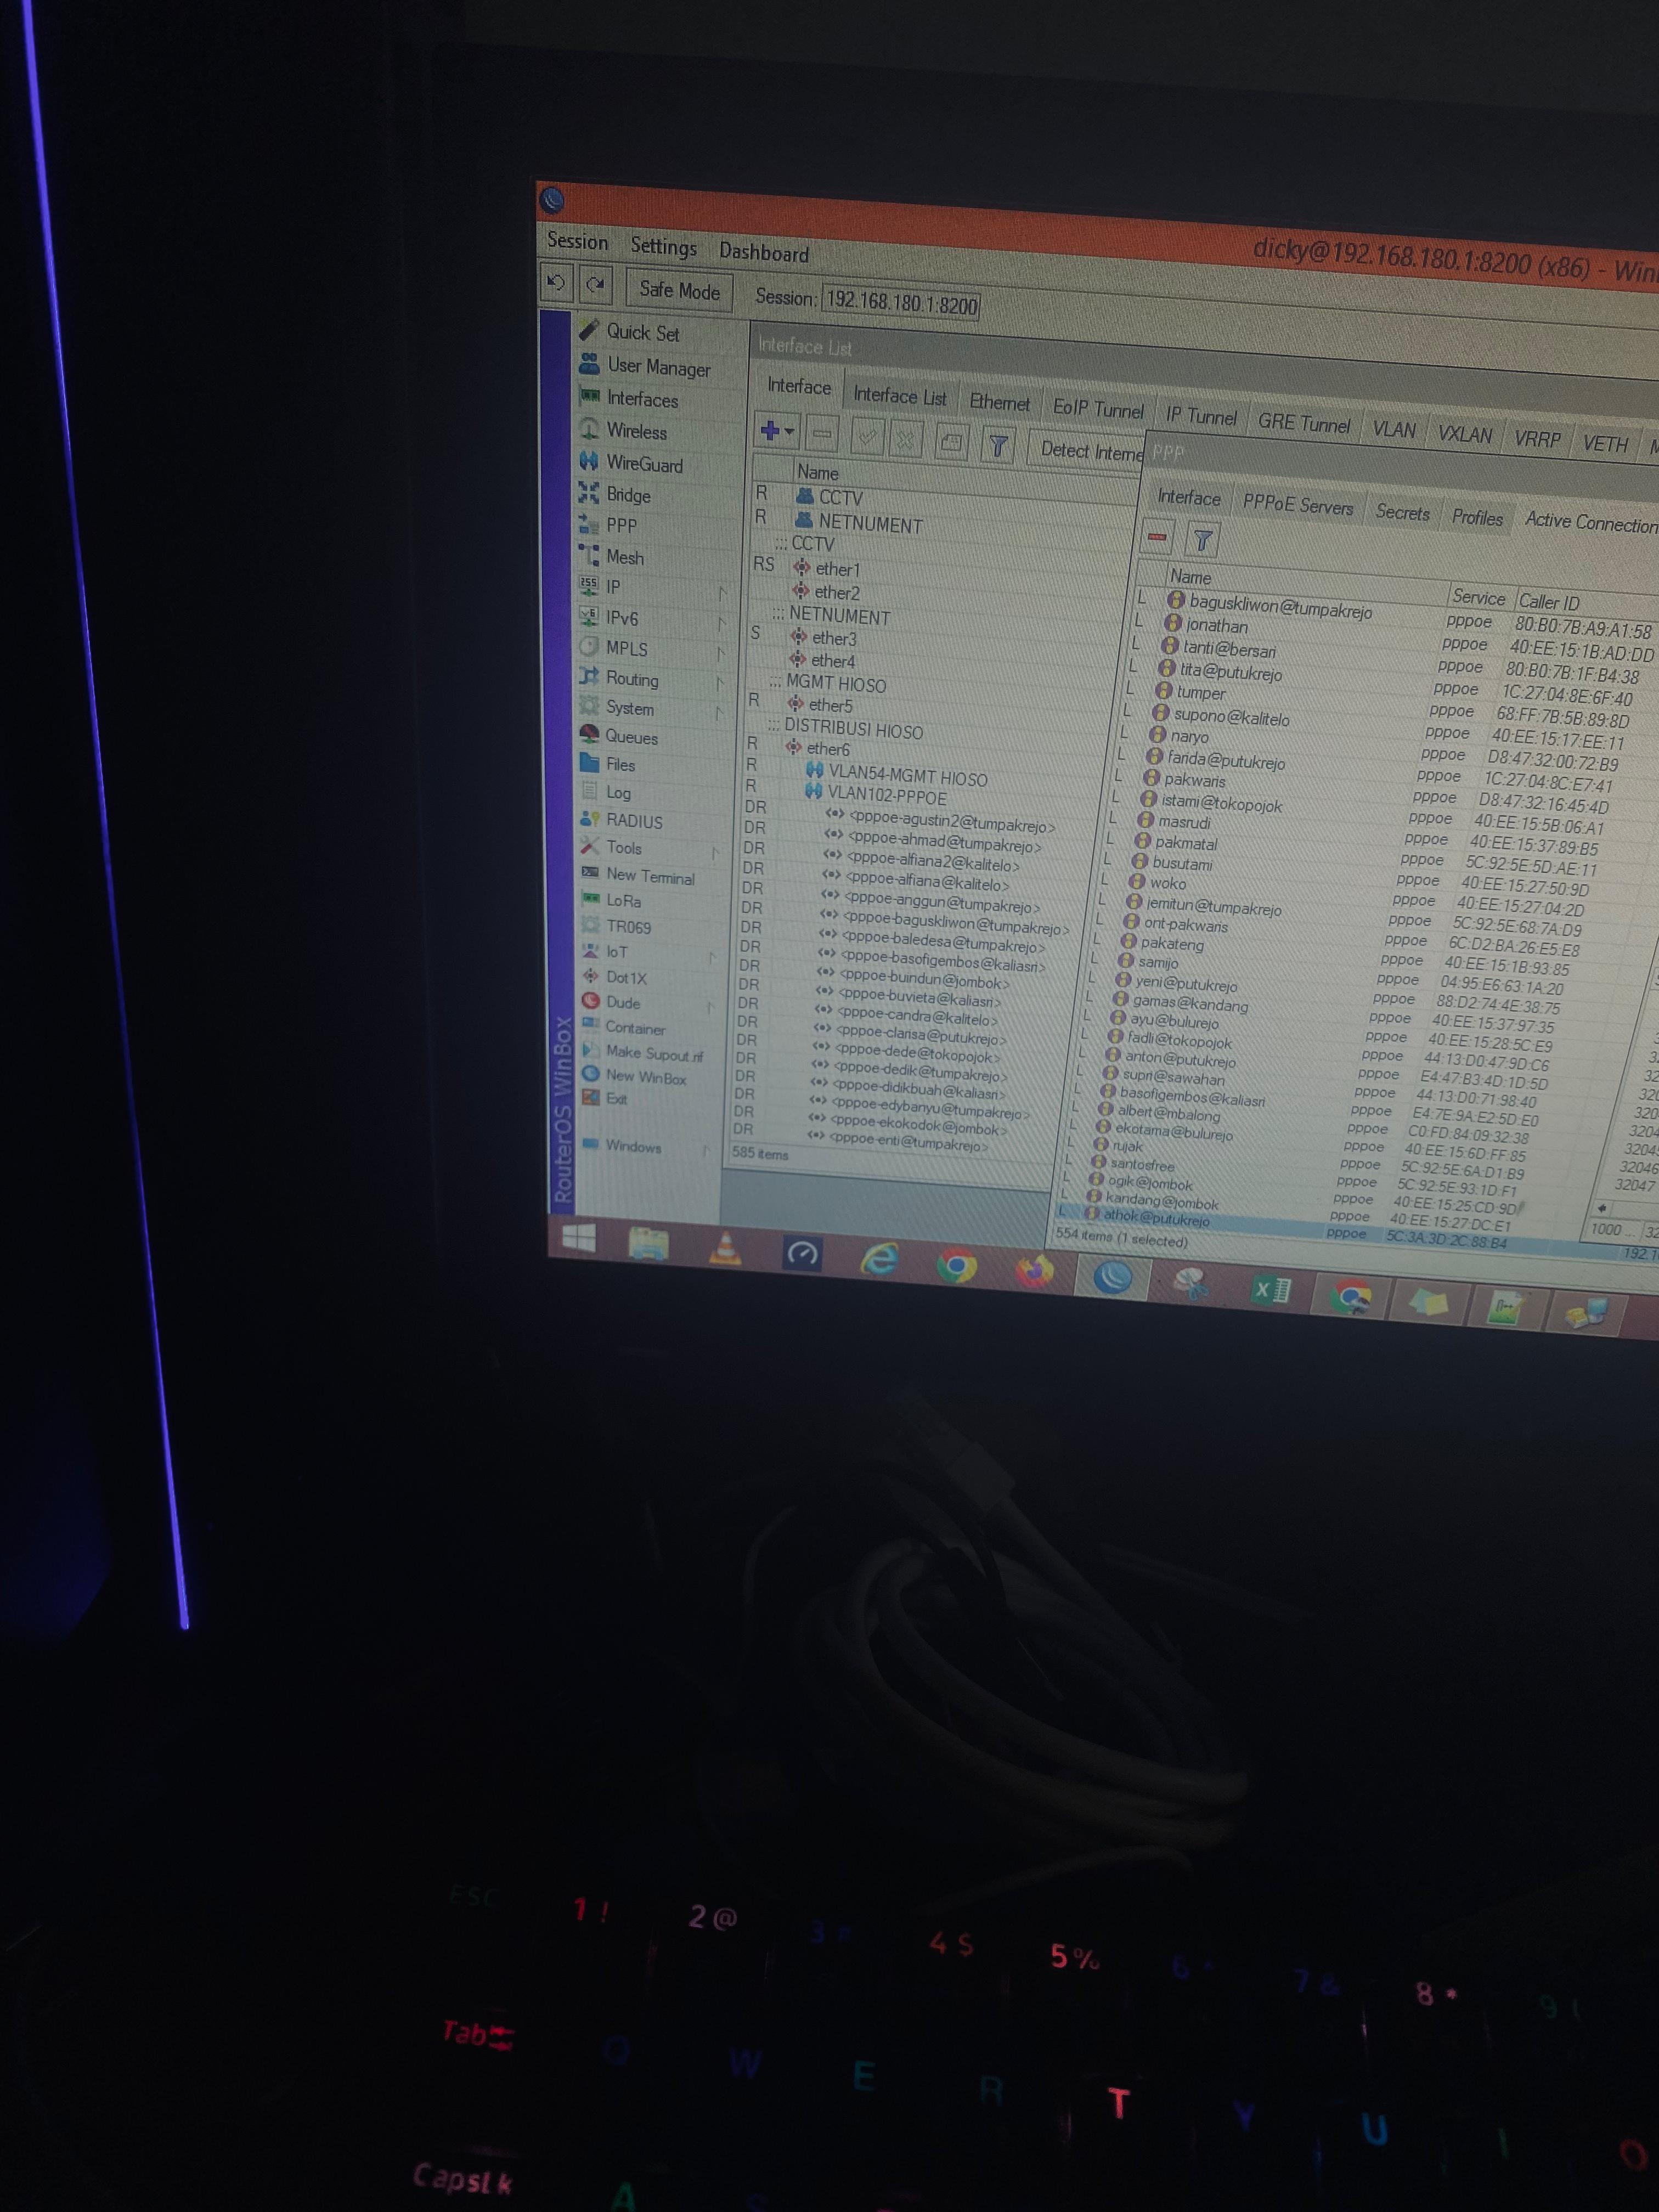 dicky@192.168.180.1:8200 (x86) - Win
Session Settings Dashboard
Safe Mode Session: 192.168.180.1:8200
RouterOS WinBox
Quick Set
User Manager
Interfaces
Wireless
WireGuard
Bridge
PPP
Mesh
IP
IPv6
MPLS
Routing
System
Queues
Files
Log
RADIUS
Tools
New Terminal
LoRa
TR069
IoT
Dot1X
Dude
Container
Make Supout.rif
New WinBox
Exit
Windows
Interface List
Interface Interface List Ethernet EoIP Tunnel IP Tunnel GRE Tunnel VLAN VXLAN VRRP VETH
Detect Interne
Name
R CCTV
R NETNUMENT
::: CCTV
RS ether1
ether2
::: NETNUMENT
S ether3
ether4
::: MGMT HIOSO
R ether5
::: DISTRIBUSI HIOSO
R ether6
R VLAN54-MGMT HIOSO
R VLAN102-PPPOE
DR <pppoe-agustin2@tumpakrejo>
DR <pppoe-ahmad@tumpakrejo>
DR <pppoe-alfiana2@kalitelo>
DR <pppoe-alfiana@kalitelo>
DR <pppoe-anggun@tumpakrejo>
DR <pppoe-baguskliwon@tumpakrejo>
DR <pppoe-baledesa@tumpakrejo>
DR <pppoe-basofigembos@kaliasri>
DR <pppoe-buindun@jombok>
DR <pppoe-buvieta@kaliasri>
DR <pppoe-candra@kalitelo>
DR <pppoe-clarisa@putukrejo>
DR <pppoe-dede@tokopojok>
DR <pppoe-dedik@tumpakrejo>
DR <pppoe-didikbuah@kaliasri>
DR <pppoe-edybanyu@tumpakrejo>
DR <pppoe-ekokodok@jombok>
DR <pppoe-enti@tumpakrejo>
585 items
PPP
Interface PPPoE Servers Secrets Profiles Active Connection
Name Service Caller ID
L baguskliwon@tumpakrejo pppoe 80:B0:7B:A9:A1:58
L jonathan pppoe 40:EE:15:1B:AD:DD
L tanti@bersari pppoe 80:B0:7B:1F:B4:38
L tita@putukrejo pppoe 1C:27:04:8E:6F:40
L tumper pppoe 68:FF:7B:5B:89:8D
L supono@kalitelo pppoe 40:EE:15:17:EE:11
L naryo pppoe D8:47:32:00:72:B9
L farida@putukrejo pppoe 1C:27:04:8C:E7:41
L pakwaris pppoe D8:47:32:16:45:4D
L istami@tokopojok pppoe 40:EE:15:5B:06:A1
L masrudi pppoe 40:EE:15:37:89:B5
L pakmatal pppoe 5C:92:5E:5D:AE:11
L busutami pppoe 40:EE:15:27:50:9D
L woko pppoe 40:EE:15:27:04:2D
L jemitun@tumpakrejo pppoe 5C:92:5E:68:7A:D9
L ont-pakwaris pppoe 6C:D2:BA:26:E5:E8
L pakateng pppoe 40:EE:15:1B:93:85
L samijo pppoe 04:95:E6:63:1A:20
L yeni@putukrejo pppoe 88:D2:74:4E:38:75
L gamas@kandang pppoe 40:EE:15:37:97:35
L ayu@bulurejo pppoe 40:EE:15:28:5C:E9
L fadli@tokopojok pppoe 44:13:D0:47:9D:C6
L anton@putukrejo pppoe E4:47:B3:4D:1D:5D
L supri@sawahan pppoe 44:13:D0:71:98:40
L basofigembos@kaliasri pppoe E4:7E:9A:E2:5D:E0
L albert@mbalong pppoe C0:FD:84:09:32:38
L ekotama@bulurejo pppoe 40:EE:15:6D:FF:85
L rujak pppoe 5C:92:5E:6A:D1:B9
L santosfree pppoe 5C:92:5E:93:1D:F1
L ogik@jombok pppoe 40:EE:15:25:CD:9D
L kandang@jombok pppoe 40:EE:15:27:DC:E1
L athok@putukrejo pppoe 5C:3A:3D:2C:88:B4
554 items (1 selected)
32046
32047
1000 ...
192.1
ESC 1 ! 2 @ 3 # 4 $ 5 % 6 ^ 7 & 8 * 9 (
Tab Q W E R T Y U I O
CapsLk A S